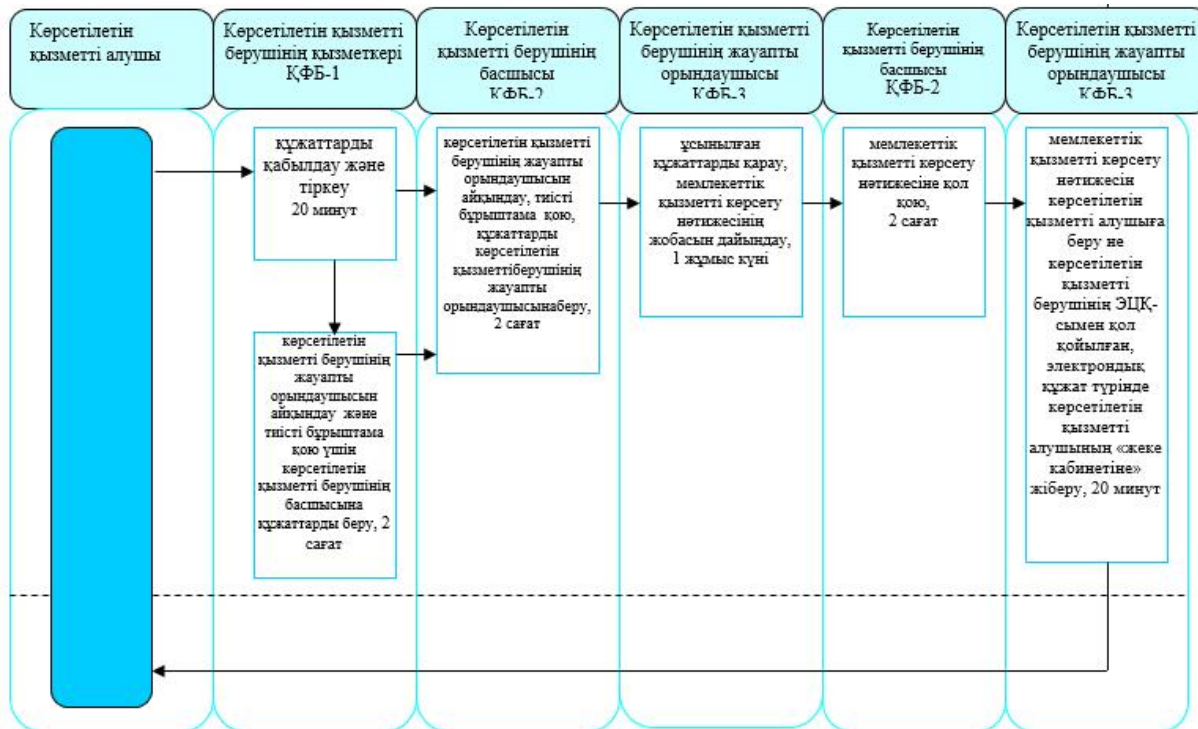 Көрсетілетін
қызметті алушы
Көрсетілетін қызметті
берушінің қызметкері
ҚФБ-1
Көрсетілетін
қызметті берушінің
басшысы
ҚФБ-2
Көрсетілетін қызметті
берушінің жауапты
орындаушысы
ҚФБ-3
Көрсетілетін
қызметті берушінің
басшысы
ҚФБ-2
Көрсетілетін қызметті
берушінің жауапты
орындаушысы
ҚФБ-3
құжаттарды
қабылдау және
тіркеу
20 минут
көрсетілетін
қызметті берушінің
жауапты
орындаушысын
айқындау және
тиісті бұрыштама
қою үшін
көрсетілетін
қызметті берушінің
басшысына
құжаттарды беру, 2
сағат
көрсетілетін қызметті
берушінің жауапты
орындаушысын
айқындау, тиісті
бұрыштама қою,
құжаттарды
көрсетілетін
қызметтіберушінің
жауапты
орындаушысынаберу,
2 сағат
ұсынылған
құжаттарды қарау,
мемлекеттік
қызметті көрсету
нәтижесінің
жобасын дайындау,
1 жұмыс күні
мемлекеттік
қызметті көрсету
нәтижесіне қол
қою,
2 сағат
мемлекеттік
қызметті көрсету
нәтижесін
көрсетілетін
қызметті алушыға
беру не
көрсетілетін
қызметті
берушінің ЭЦҚ-
сымен қол
қойылған,
электрондық
құжат түрінде
көрсетілетін
қызметті
алушының «жеке
кабинетіне»
жіберу, 20 минут